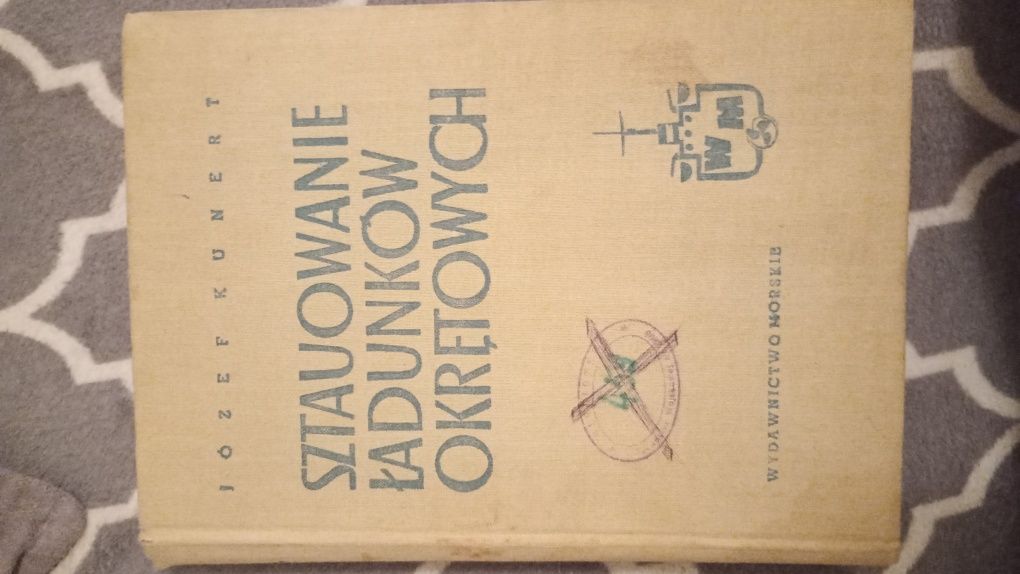 JÓZEF KUNERT
SZTAUOWANIE
ŁADUNKÓW
OKRĘTOWYCH
W M
WYDAWNICTWO MORSKIE